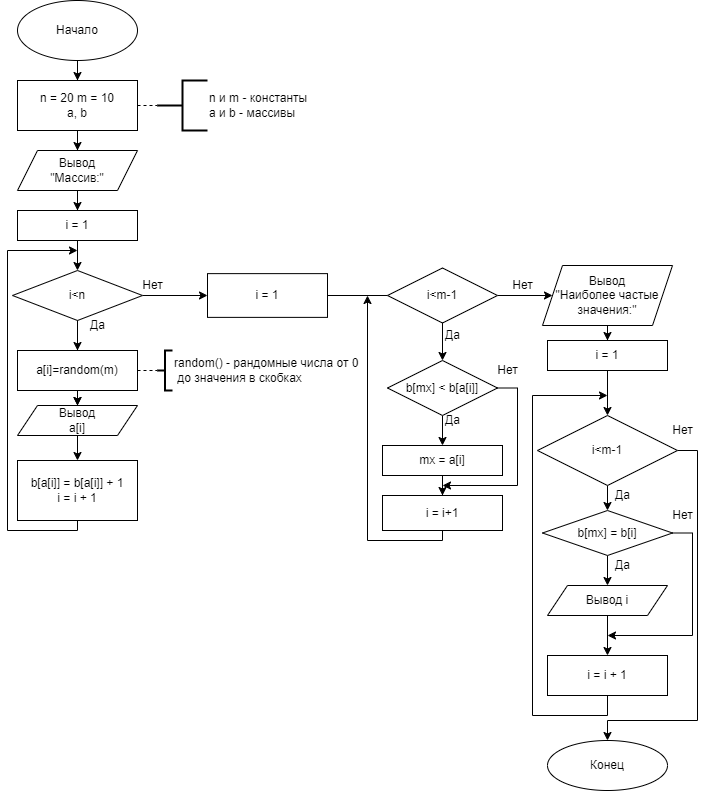 Начало
n = 20 m = 10
a, b
n и m - константы
a и b - массивы
Вывод
"Массив:"
i = 1
i<n
Нет
Да
a[i]=random(m)
random() - рандомные числа от 0
до значения в скобках
Вывод
a[i]
b[a[i]] = b[a[i]] + 1
i = i + 1
i = 1
i<m-1
Нет
Да
b[mx] < b[a[i]]
Нет
Да
mx = a[i]
i = i+1
Вывод
"Наиболее частые
значения:"
i = 1
i<m-1
Нет
Да
b[mx] = b[i]
Нет
Да
Вывод i
i = i + 1
Конец